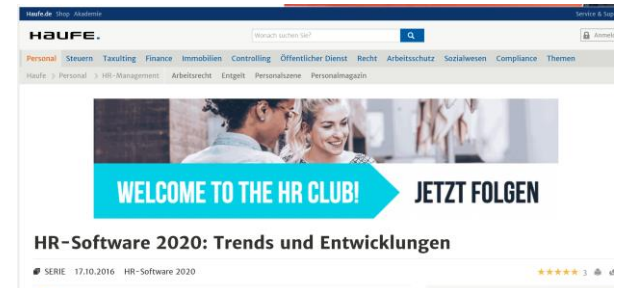 Haufe.de Shop Akademie Service & Sup
HAUFE.
Wonach suchen Sie?
Anmel
Personal Steuern Taxulting Finance Immobilien Controlling Öffentlicher Dienst Recht Arbeitsschutz Sozialwesen Compliance Themen
Haufe > Personal > HR-Management Arbeitsrecht Entgelt Personalszene Personalmagazin
WELCOME TO THE HR CLUB! JETZT FOLGEN
HR-Software 2020: Trends und Entwicklungen
SERIE 17.10.2016 HR-Software 2020 3